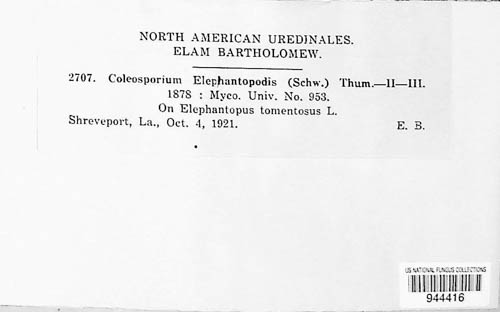 NORTH AMERICAN UREDINALES.
ELAM BARTHOLOMEW.
2707. Coleosporium Elephantopodis (Schw.) Thum.—II—III.
1878 : Myco. Univ. No. 953.
On Elephantopus tomentosus L.
Shreveport, La., Oct. 4, 1921. E. B.
US NATIONAL FUNGUS COLLECTIONS
944416